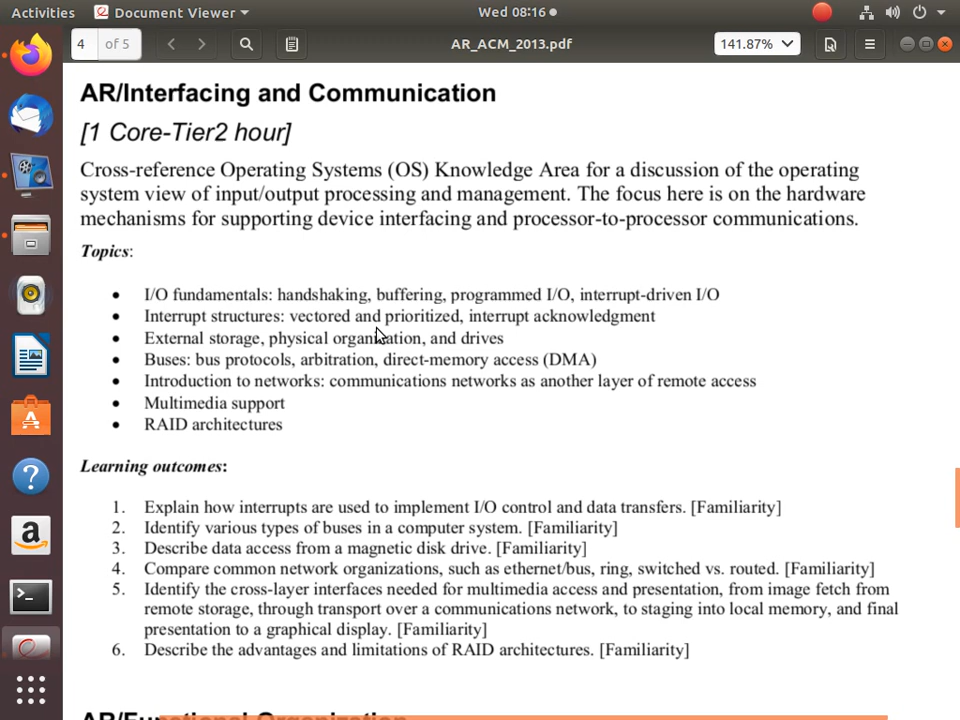 Activities Document Viewer Wed 08:16
4 of 5 AR_ACM_2013.pdf 141.87%
AR/Interfacing and Communication
[1 Core-Tier2 hour]
Cross-reference Operating Systems (OS) Knowledge Area for a discussion of the operating
system view of input/output processing and management. The focus here is on the hardware
mechanisms for supporting device interfacing and processor-to-processor communications.
Topics:
• I/O fundamentals: handshaking, buffering, programmed I/O, interrupt-driven I/O
• Interrupt structures: vectored and prioritized, interrupt acknowledgment
• External storage, physical organization, and drives
• Buses: bus protocols, arbitration, direct-memory access (DMA)
• Introduction to networks: communications networks as another layer of remote access
• Multimedia support
• RAID architectures
Learning outcomes:
1. Explain how interrupts are used to implement I/O control and data transfers. [Familiarity]
2. Identify various types of buses in a computer system. [Familiarity]
3. Describe data access from a magnetic disk drive. [Familiarity]
4. Compare common network organizations, such as ethernet/bus, ring, switched vs. routed. [Familiarity]
5. Identify the cross-layer interfaces needed for multimedia access and presentation, from image fetch from
remote storage, through transport over a communications network, to staging into local memory, and final
presentation to a graphical display. [Familiarity]
6. Describe the advantages and limitations of RAID architectures. [Familiarity]
AR/Functional Organization